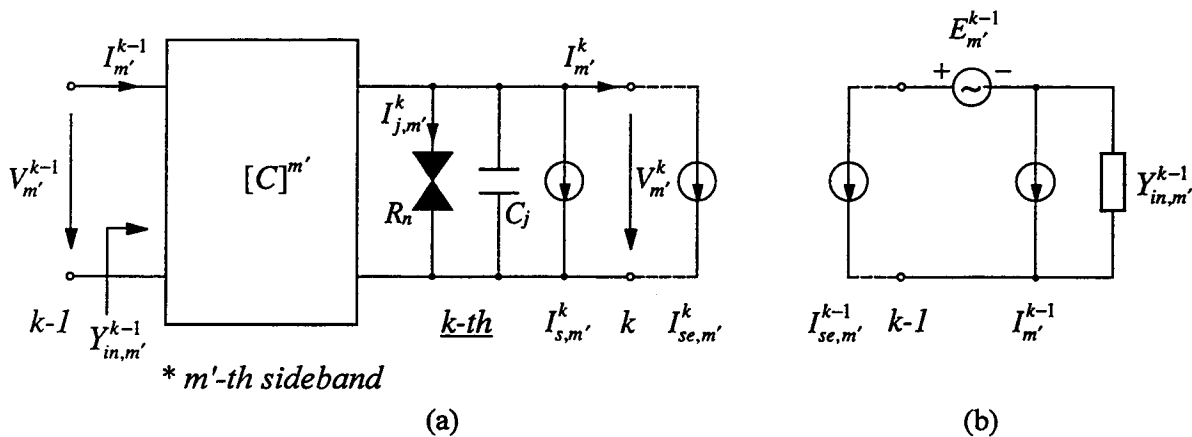 I_{m'}^{k-1}
I_{m'}^{k}
E_{m'}^{k-1}
+ ~ −
I_{j,m'}^{k}
V_{m'}^{k-1}
[C]^{m'}
V_{m'}^{k}
R_n
C_j
Y_{in,m'}^{k-1}
k-1
Y_{in,m'}^{k-1}
k-th
I_{s,m'}^{k}
k
I_{se,m'}^{k}
I_{se,m'}^{k-1}
k-1
I_{m'}^{k-1}
* m'-th sideband
(a)
(b)